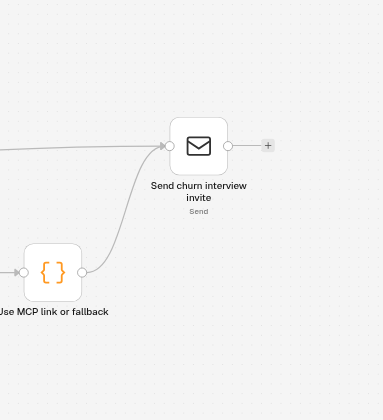 +
Send churn interview
invite
Send
{ }
Use MCP link or fallback